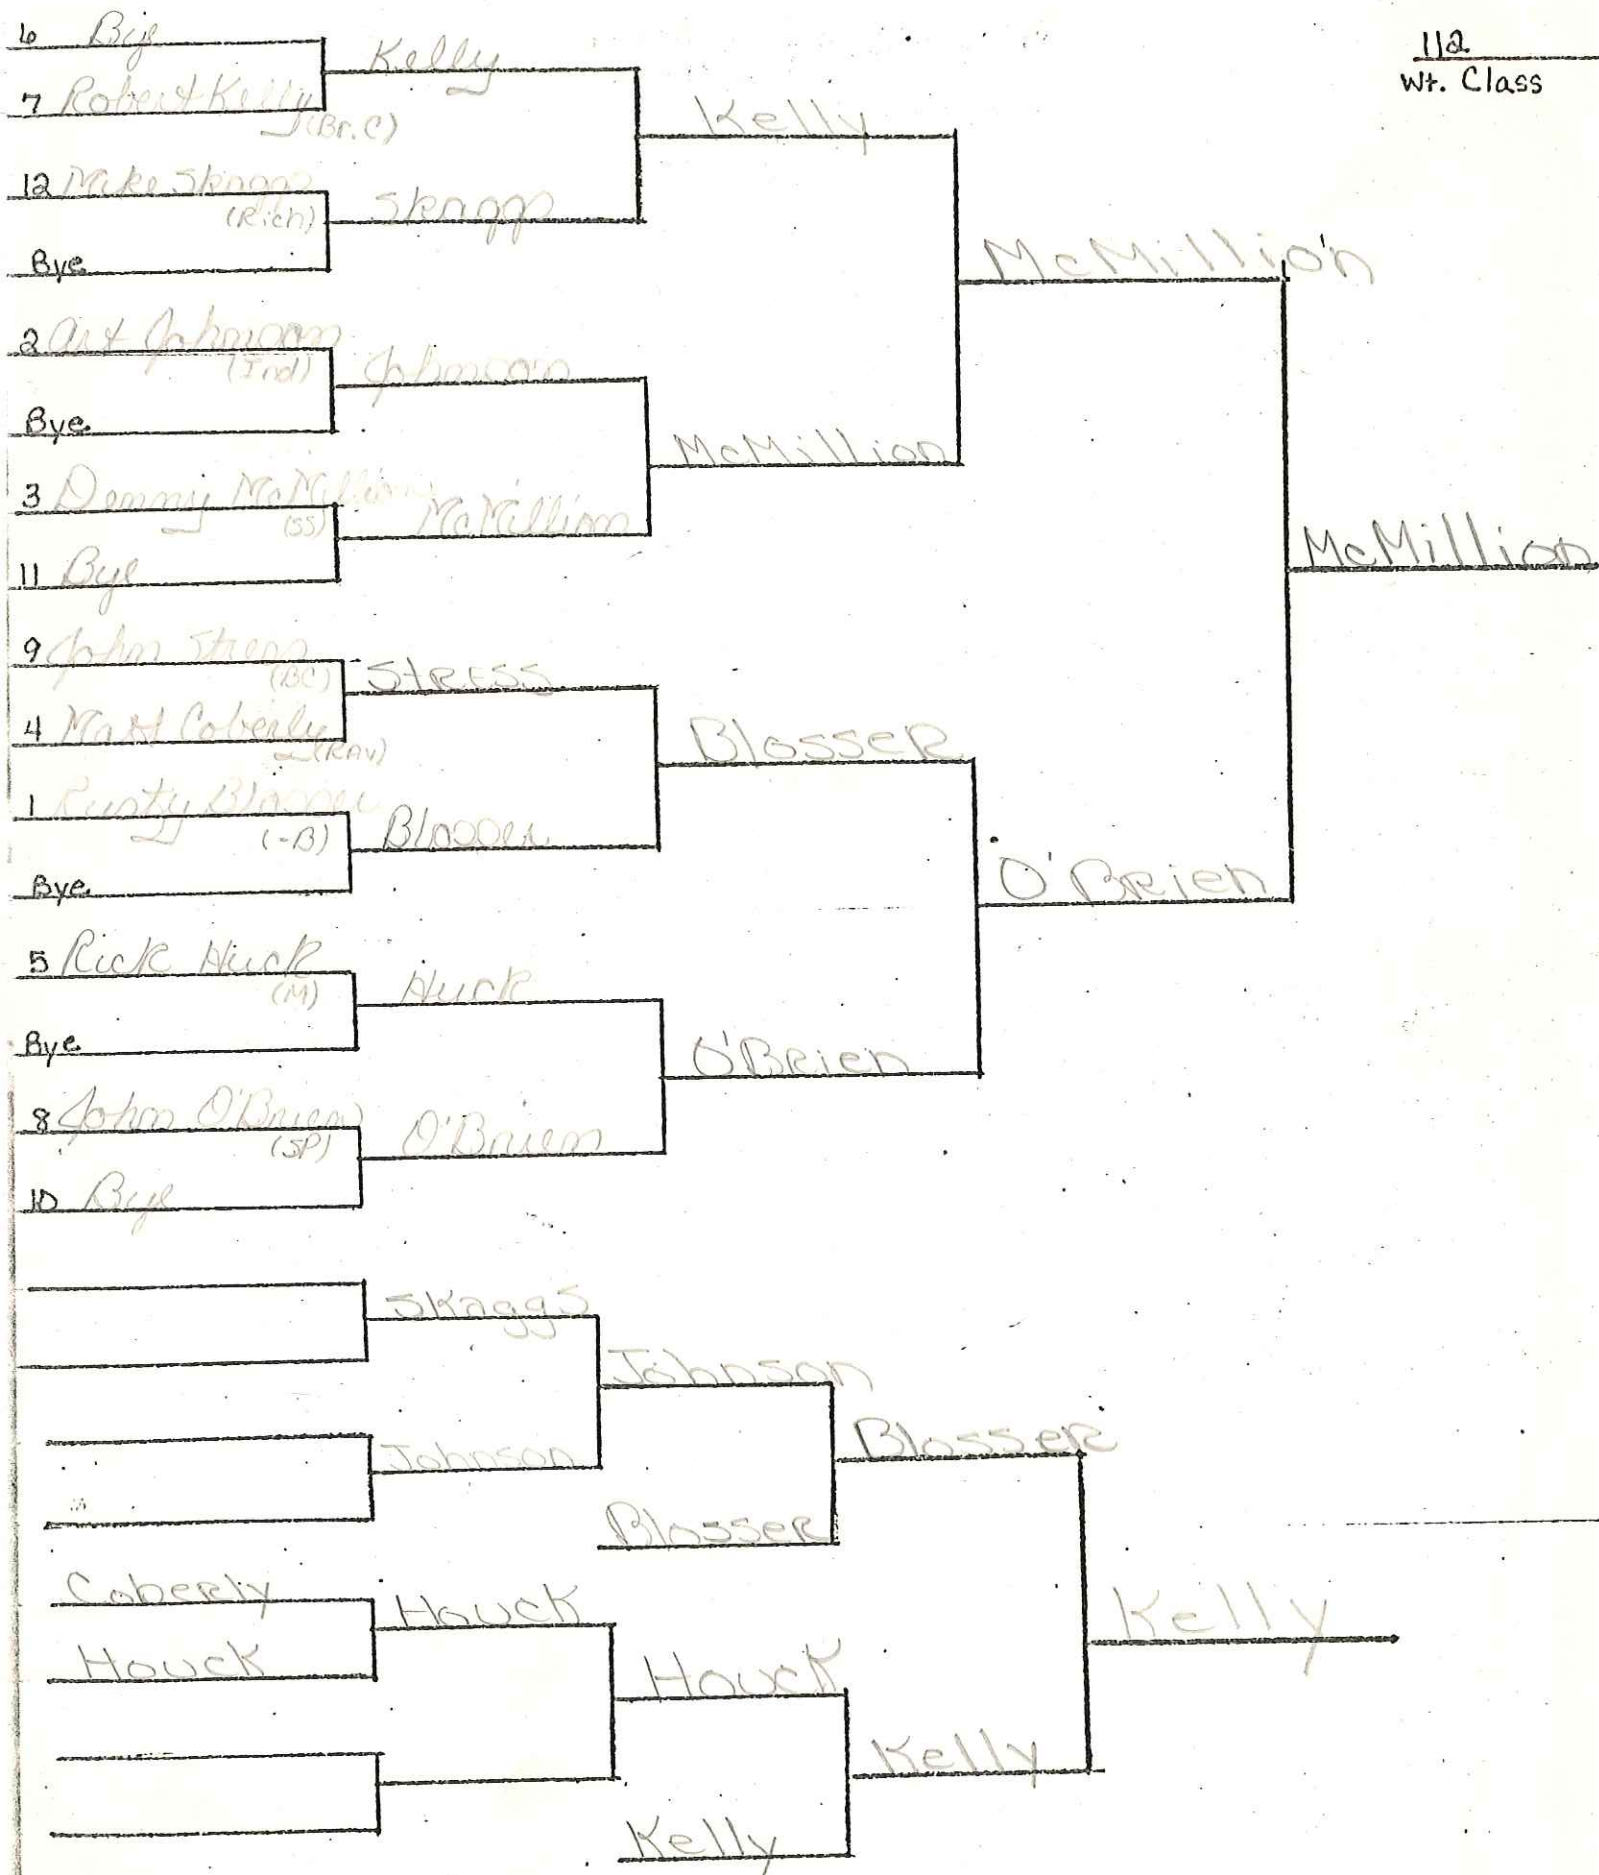 112
Wt. Class
6 Bye
7 Robert Kelly
(Br.C)
12 Mike Skaggs
(Rich)
Bye
2 Art Johnson
(Ind)
Bye
3 Denny McMillion
(SS)
11 Bye
9 John Stress
(BC)
4 Matt Coberly
(RAV)
1 Rusty Blosser
(-B)
Bye
5 Rick Huck
(M)
Bye
8 John O'Brien
(SP)
10 Bye
Kelly
Skaggs
Johnson
McMillion
Stress
Blosser
Huck
O'Brien
Kelly
McMillion
Blosser
O'Brien
McMillion
O'Brien
McMillion
Coberly
Houck
Skaggs
Johnson
Houck
Johnson
Blosser
Houck
Kelly
Blosser
Kelly
Kelly